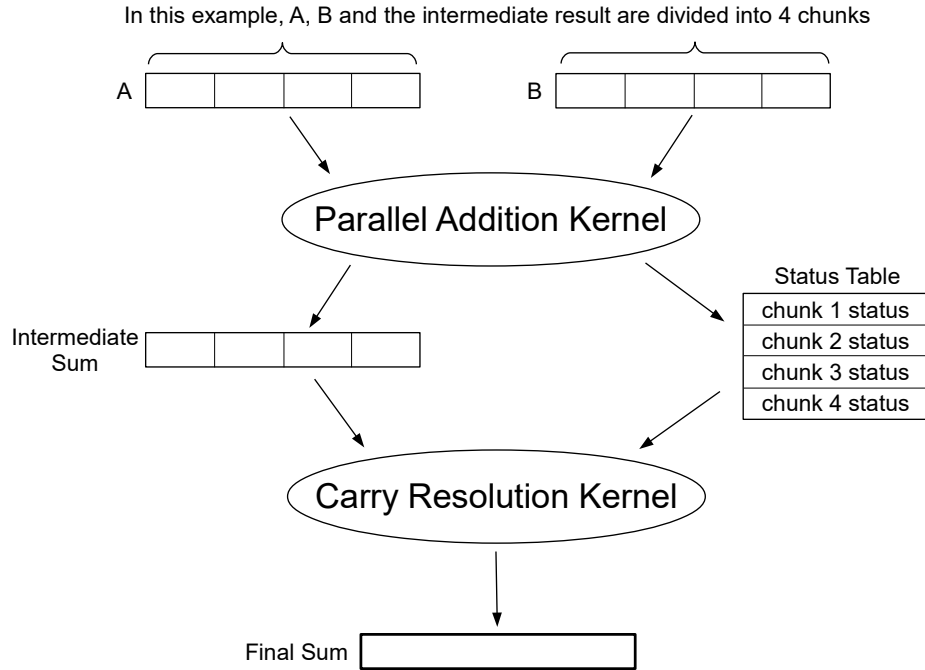 In this example, A, B and the intermediate result are divided into 4 chunks
A
B
Parallel Addition Kernel
Status Table
chunk 1 status
chunk 2 status
chunk 3 status
chunk 4 status
Intermediate
Sum
Carry Resolution Kernel
Final Sum